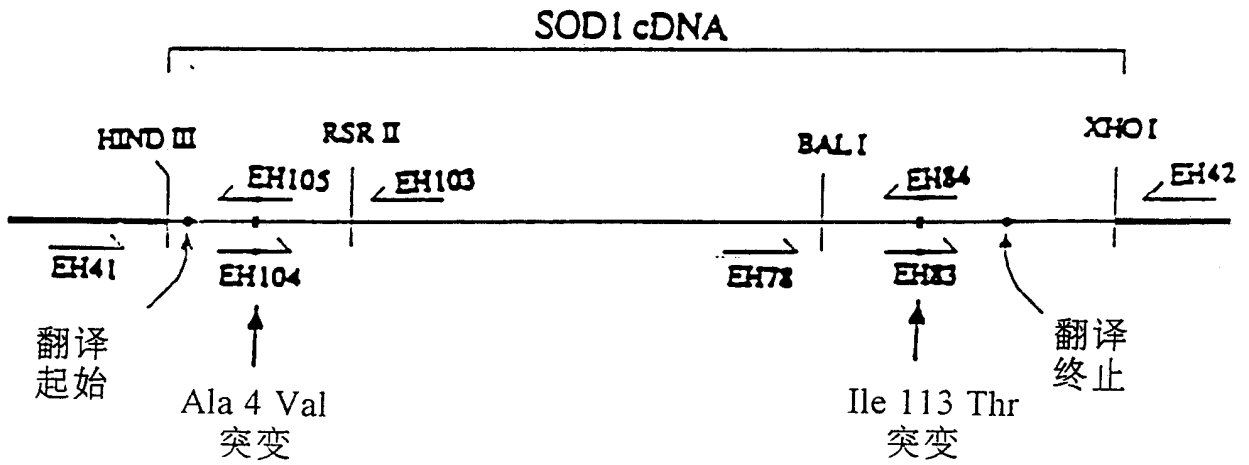 SOD1 cDNA
HIND III
RSR II
BAL I
XHO I
EH105
EH103
EH84
EH42
EH41
EH104
EH78
EH83
翻译
起始
Ala 4 Val
突变
Ile 113 Thr
突变
翻译
终止